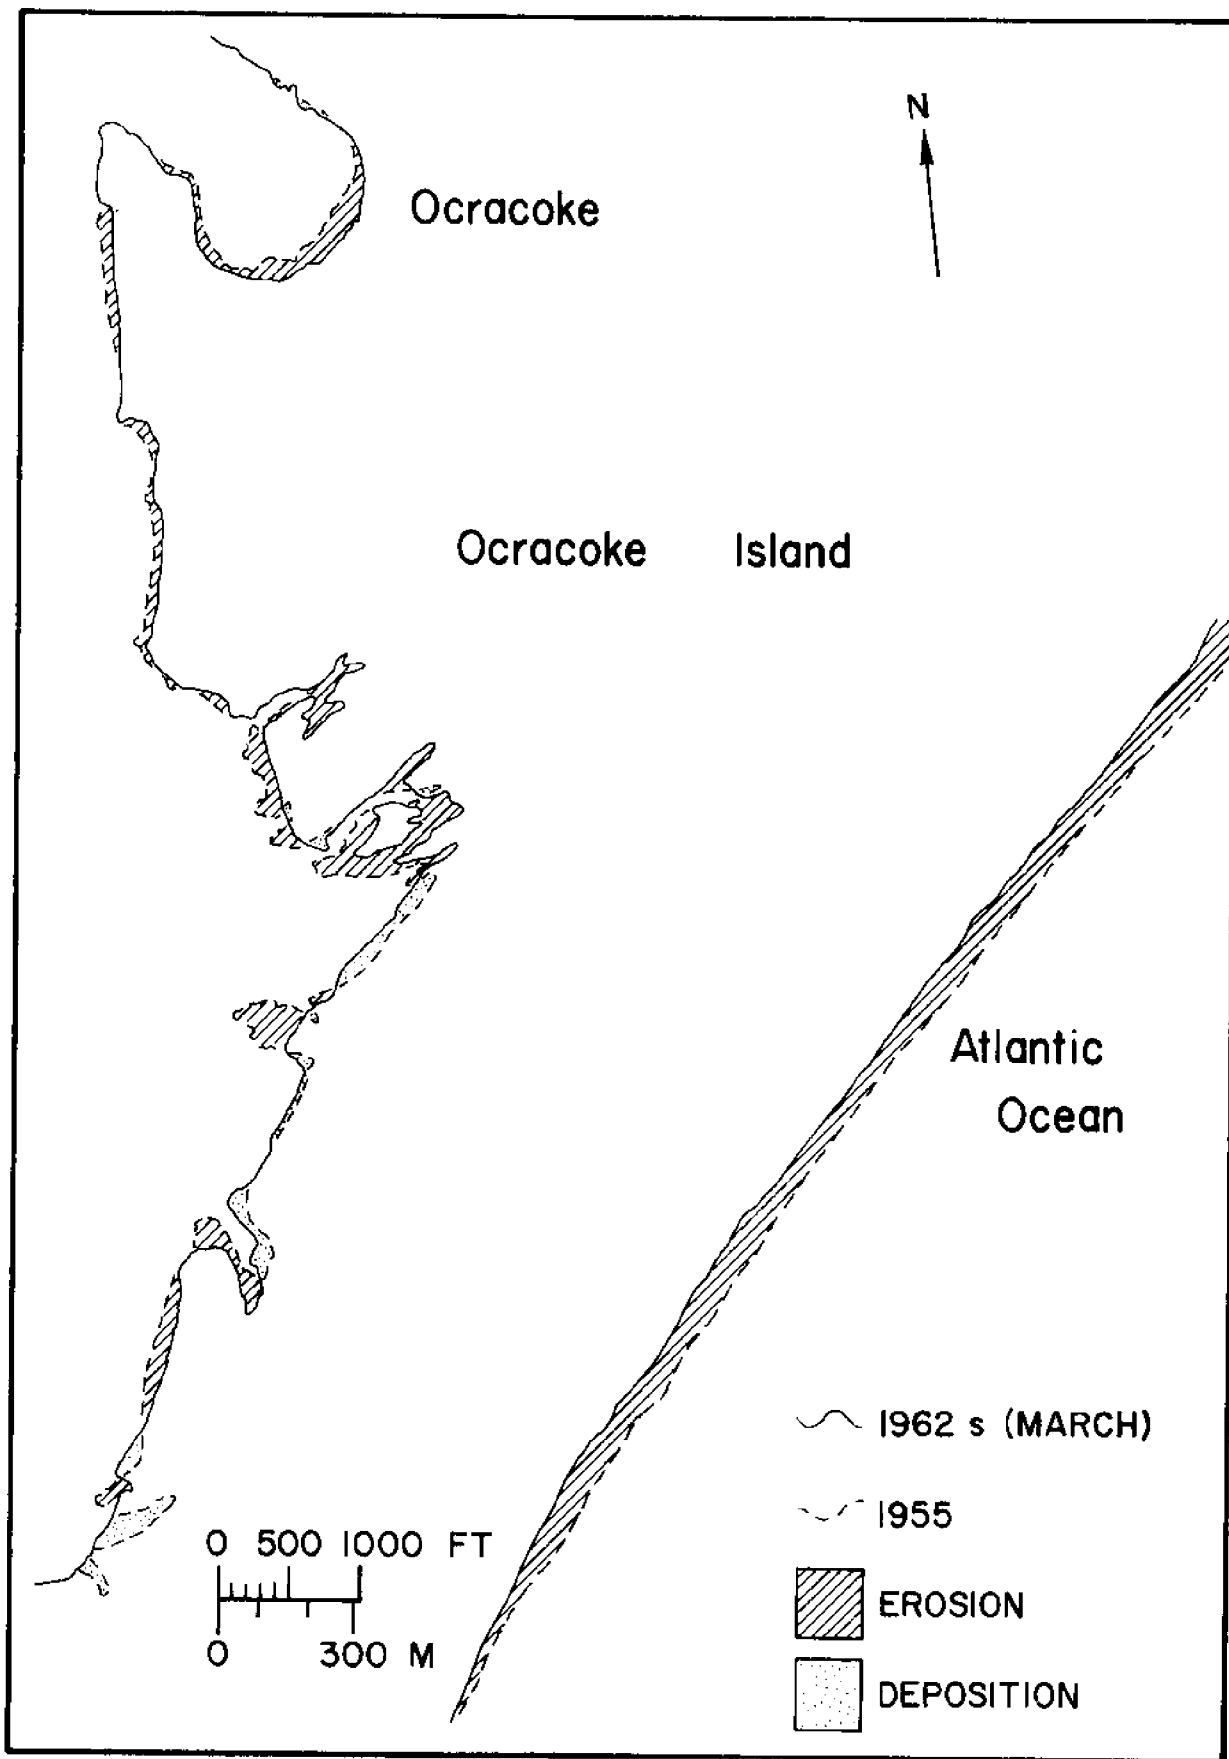 N
Ocracoke
Ocracoke Island
Atlantic
Ocean
1962 s (MARCH)
1955
0 500 1000 FT
0 300 M
EROSION
DEPOSITION